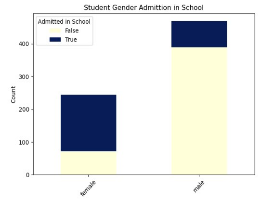 Student Gender Admittion in School
Admitted in School
False
True
Count
400
300
200
100
0
female
male